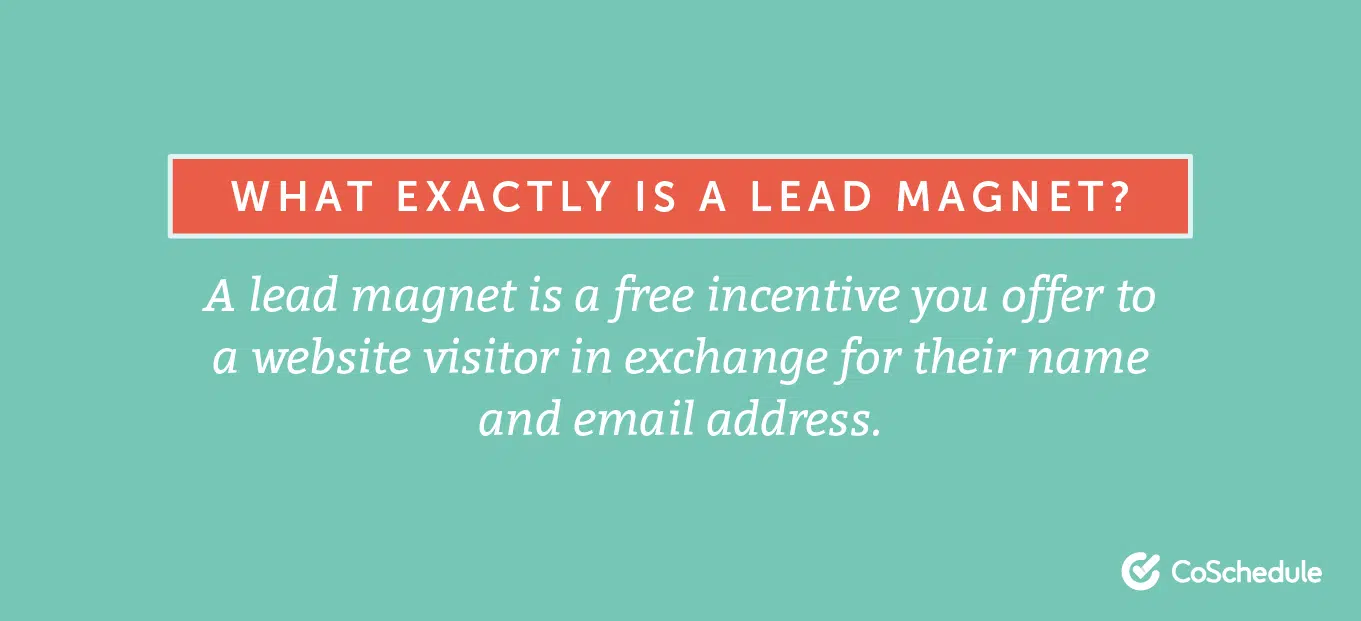 WHAT EXACTLY IS A LEAD MAGNET?
A lead magnet is a free incentive you offer to
a website visitor in exchange for their name
and email address.
CoSchedule